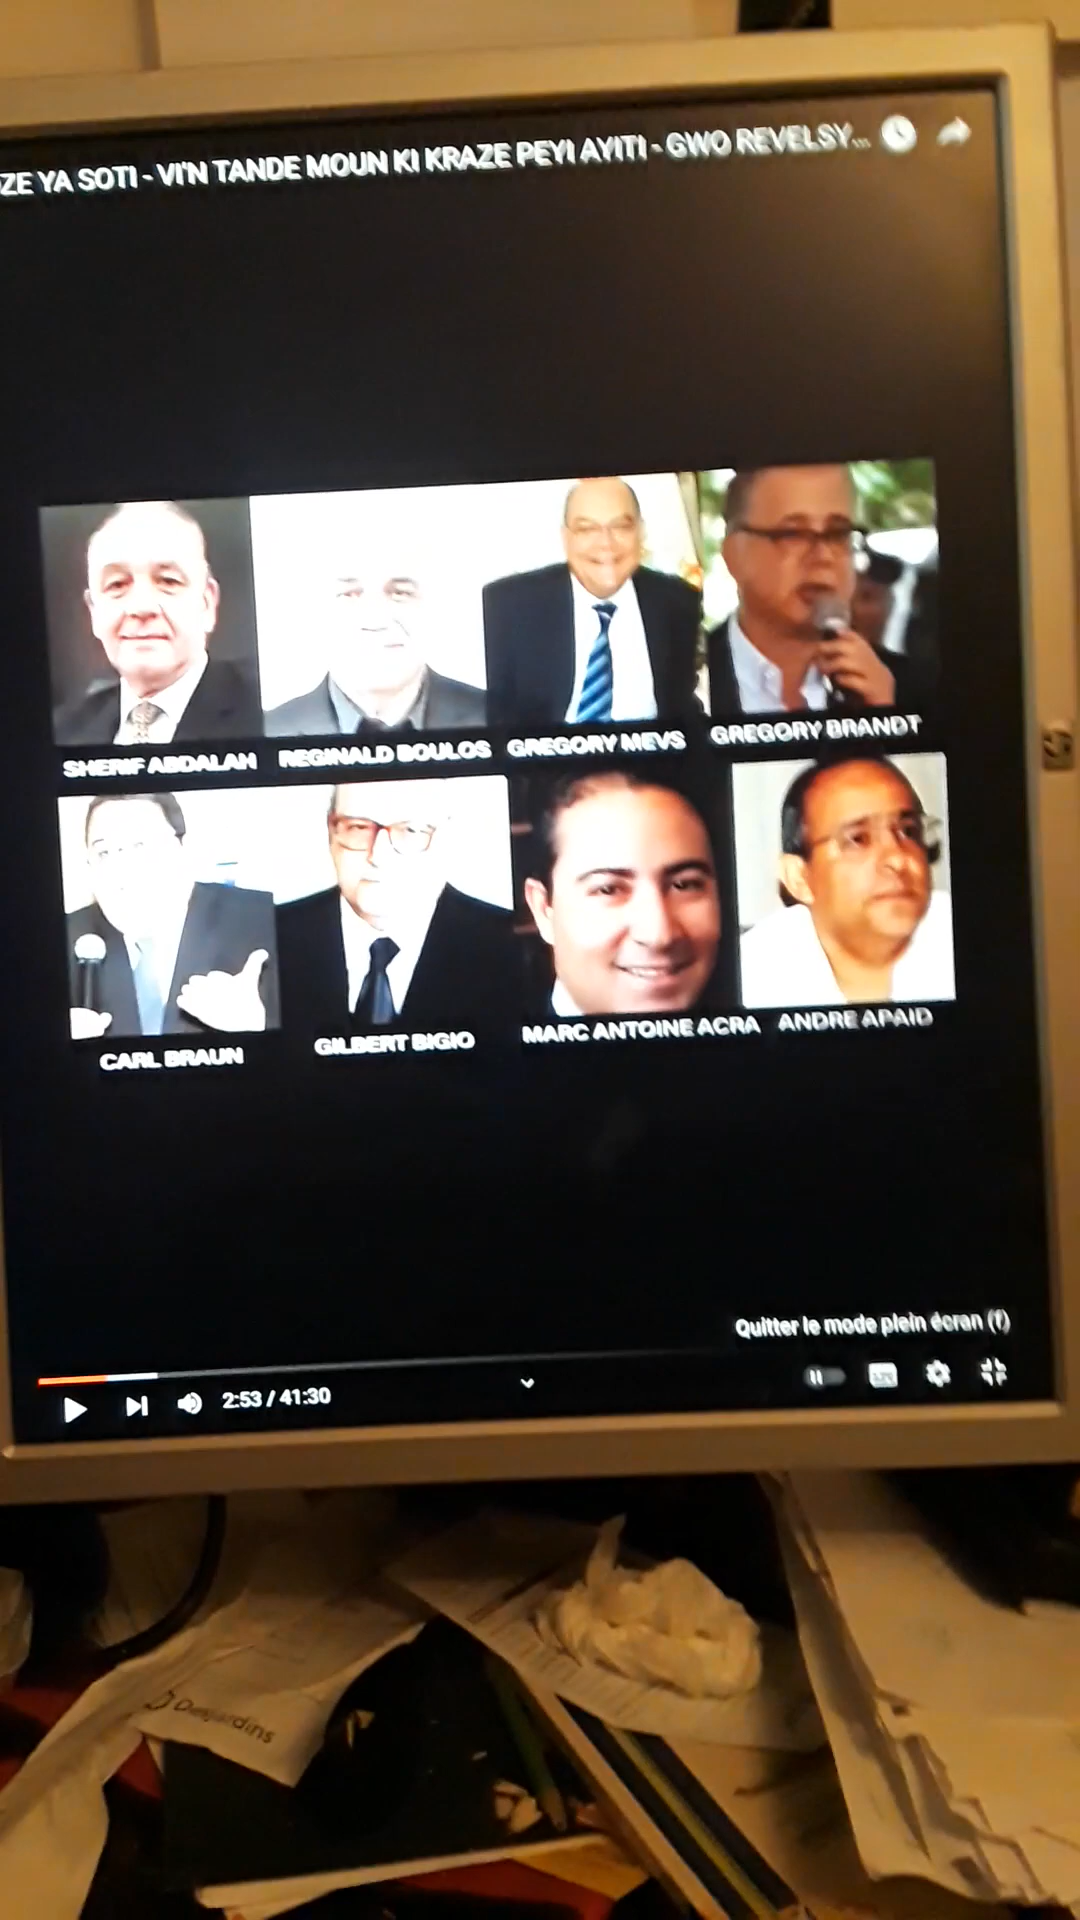 ZE YA SOTI - VI'N TANDE MOUN KI KRAZE PEYI AYITI - GWO REVELSY...
SHERIF ABDALAH REGINALD BOULOS GREGORY MEVS GREGORY BRANDT
CARL BRAUN GILBERT BIGIO MARC ANTOINE ACRA ANDRE APAID
Quitter le mode plein écran (f)
2:53 / 41:30
Desjardins